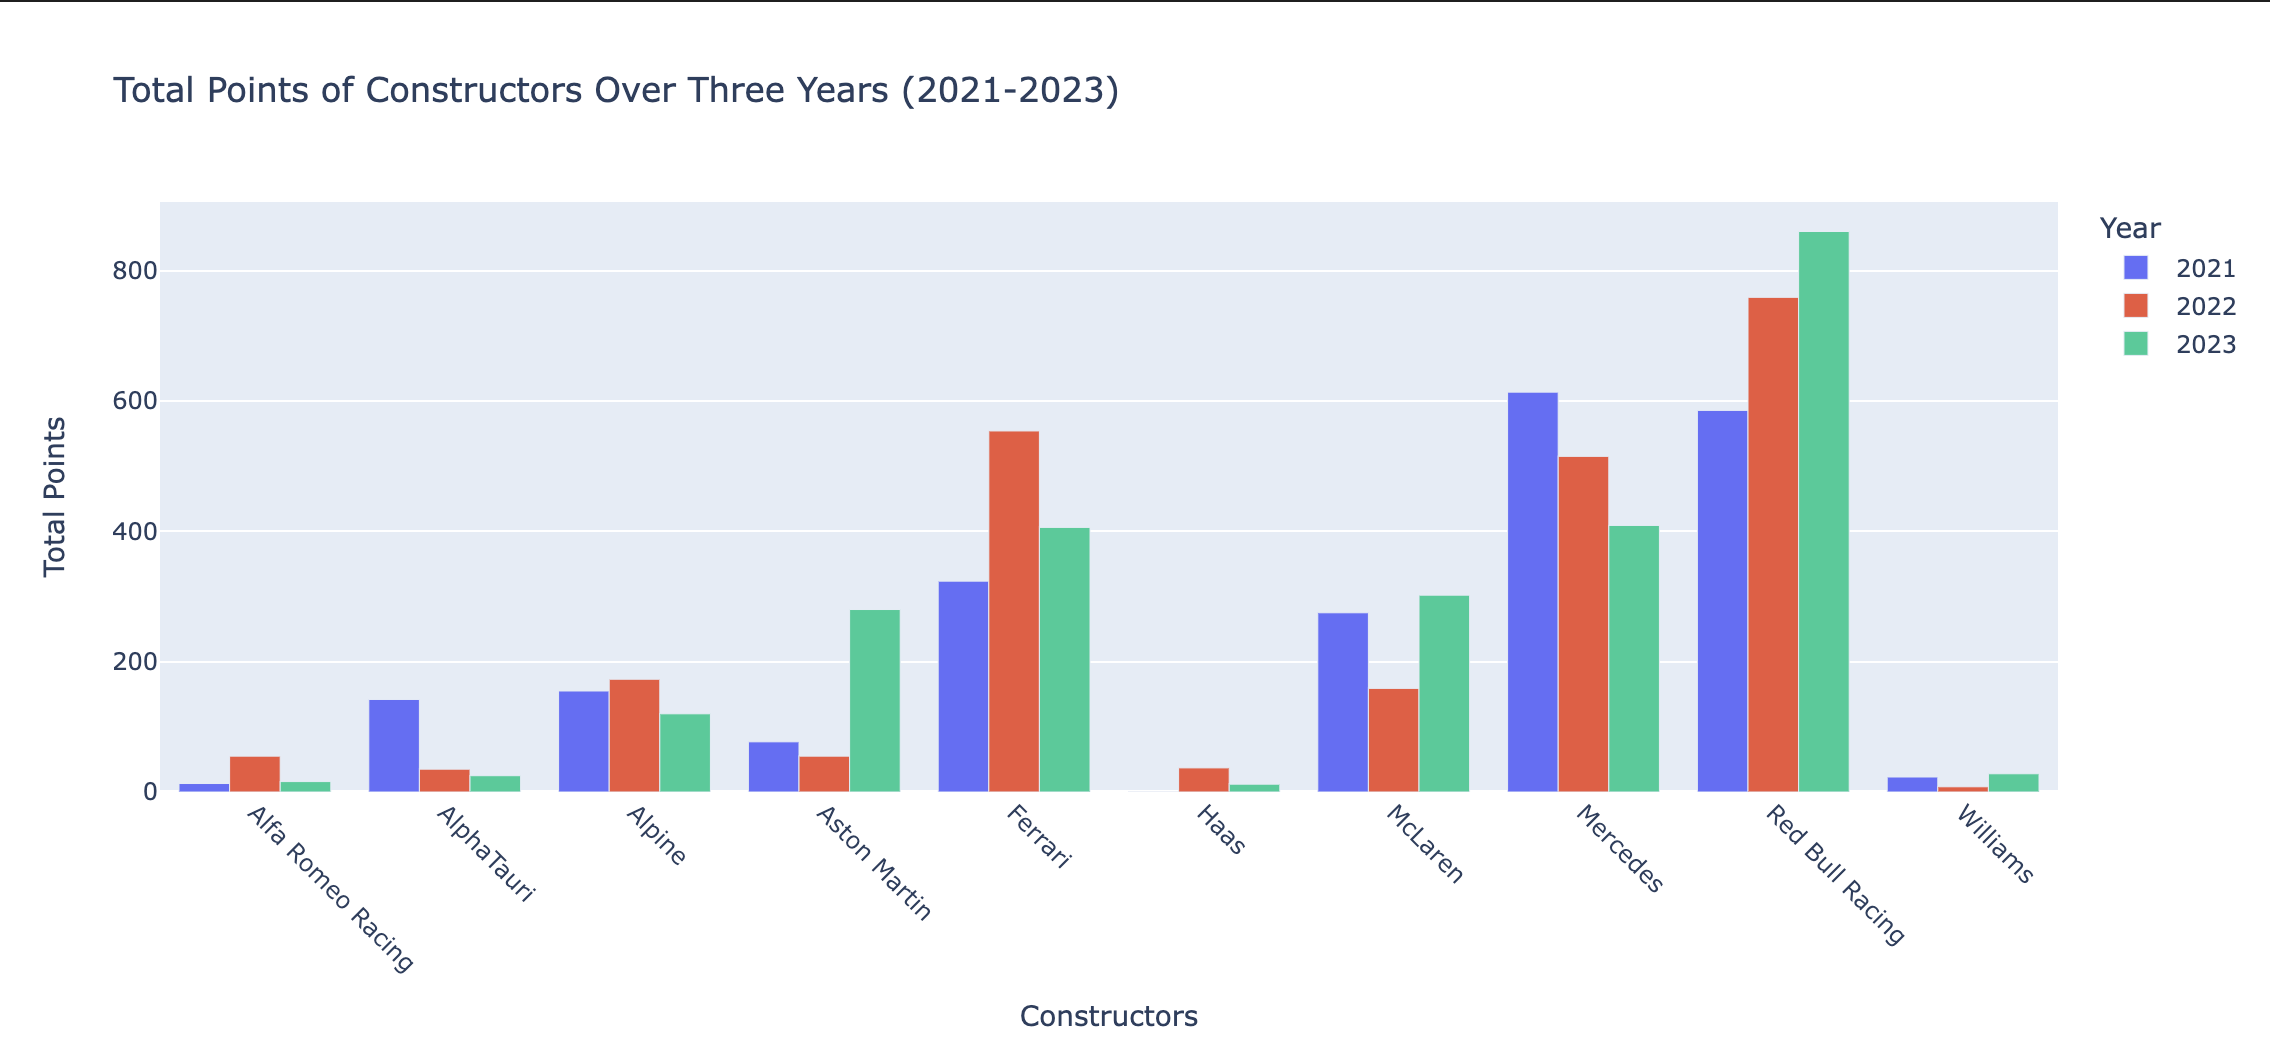 Total Points of Constructors Over Three Years (2021-2023)
Year
2021
2022
2023
Total Points
800
600
400
200
0
Alfa Romeo Racing
AlphaTauri
Alpine
Aston Martin
Ferrari
Haas
McLaren
Mercedes
Red Bull Racing
Williams
Constructors